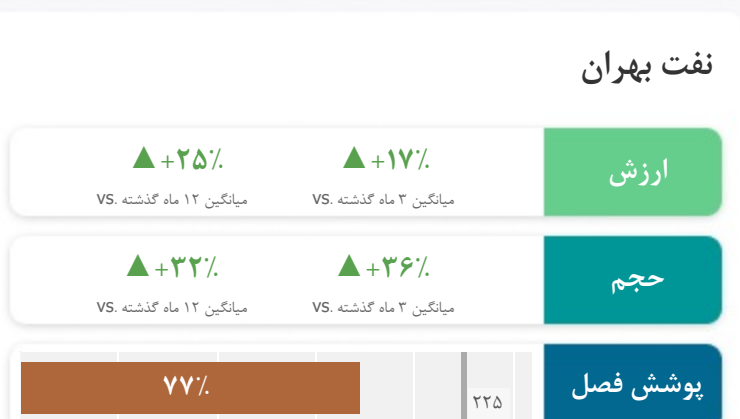 نفت بهران
ارزش
▲ +۱۷٪
میانگین ۳ ماه گذشته .VS
▲ +۲۵٪
میانگین ۱۲ ماه گذشته .VS
حجم
▲ +۳۶٪
میانگین ۳ ماه گذشته .VS
▲ +۳۲٪
میانگین ۱۲ ماه گذشته .VS
پوشش فصل
۷۷٪
۲۲۵